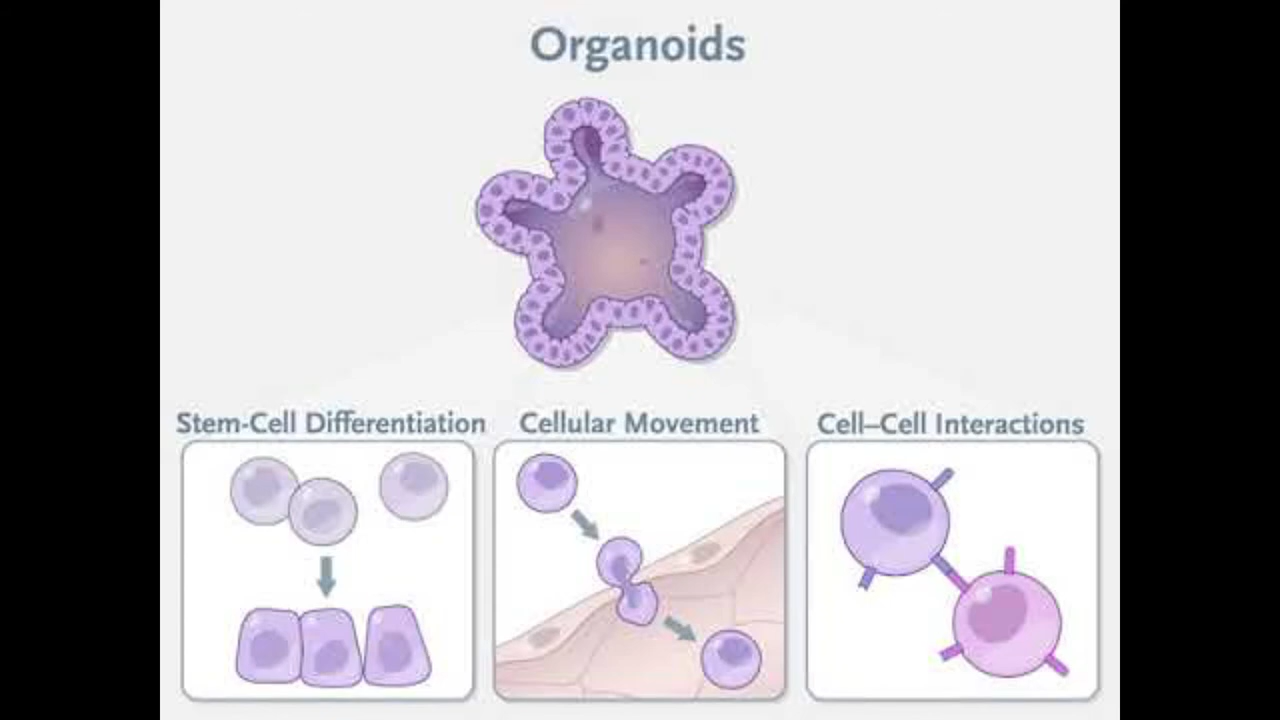 Organoids
Stem-Cell Differentiation
Cellular Movement
Cell–Cell Interactions